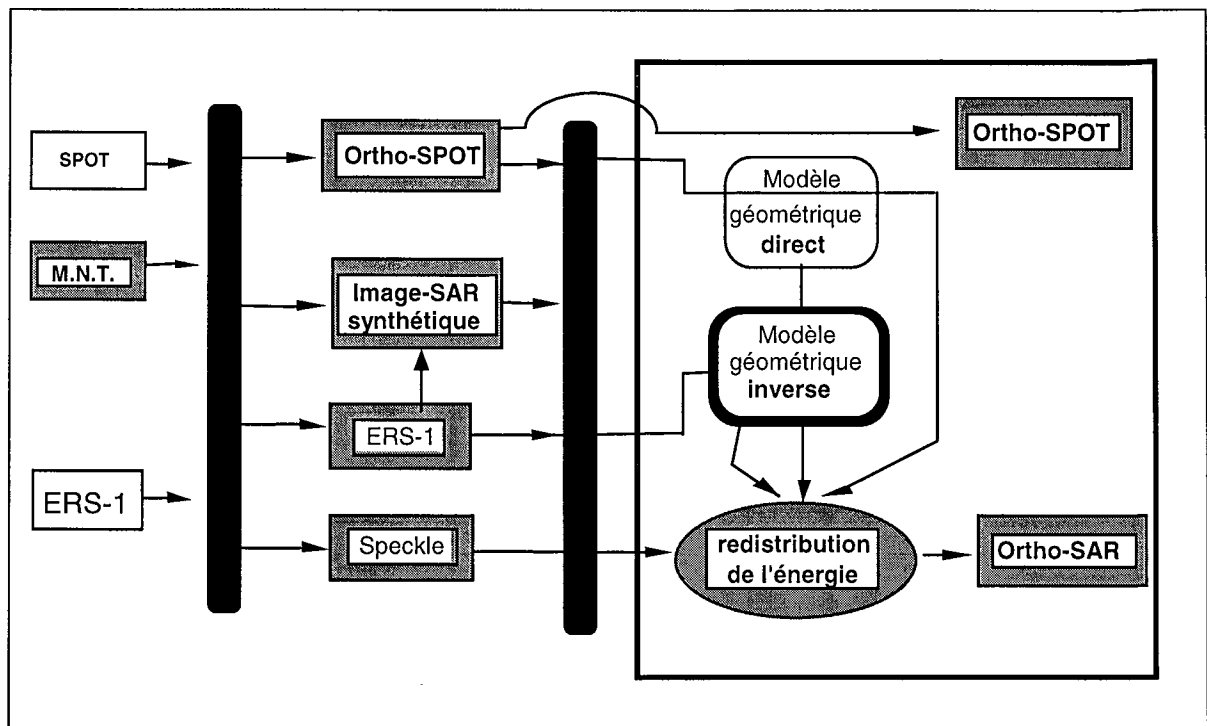 SPOT
M.N.T.
ERS-1
Ortho-SPOT
Image-SAR
synthétique
ERS-1
Speckle
Modèle
géométrique
direct
Modèle
géométrique
inverse
redistribution
de l'énergie
Ortho-SPOT
Ortho-SAR